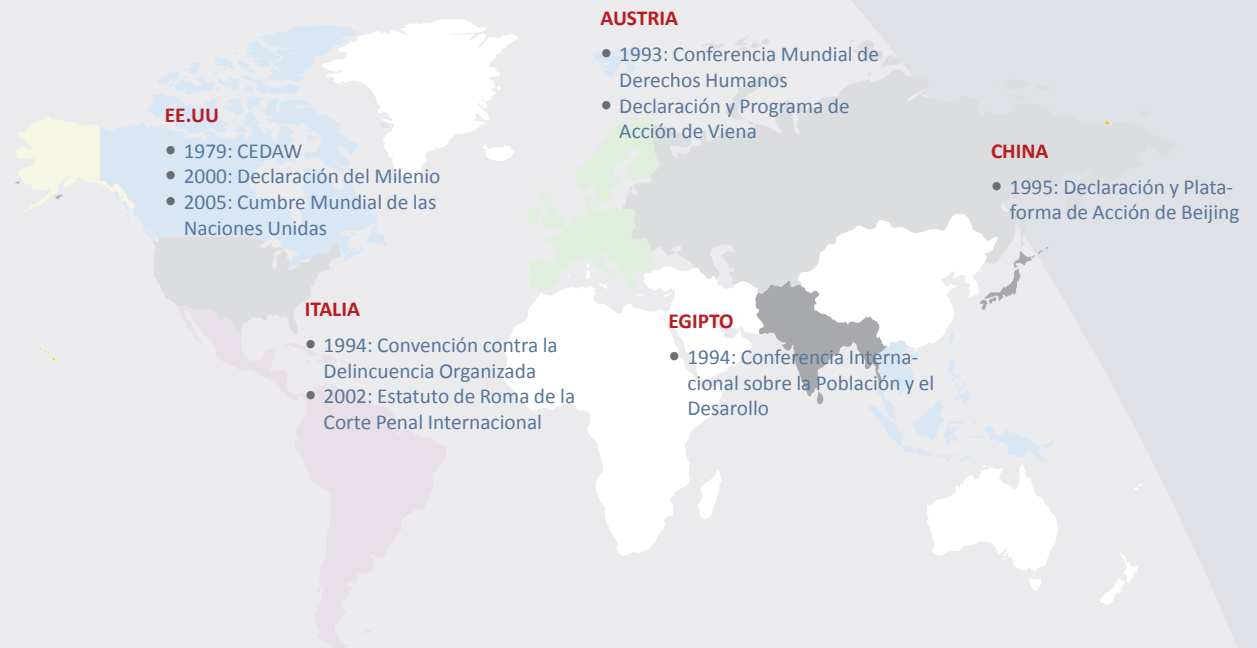 AUSTRIA
• 1993: Conferencia Mundial de
Derechos Humanos
• Declaración y Programa de
Acción de Viena
EE.UU
• 1979: CEDAW
• 2000: Declaración del Milenio
• 2005: Cumbre Mundial de las
Naciones Unidas
CHINA
• 1995: Declaración y Plata-
forma de Acción de Beijing
ITALIA
• 1994: Convención contra la
Delincuencia Organizada
• 2002: Estatuto de Roma de la
Corte Penal Internacional
EGIPTO
• 1994: Conferencia Interna-
cional sobre la Población y el
Desarollo